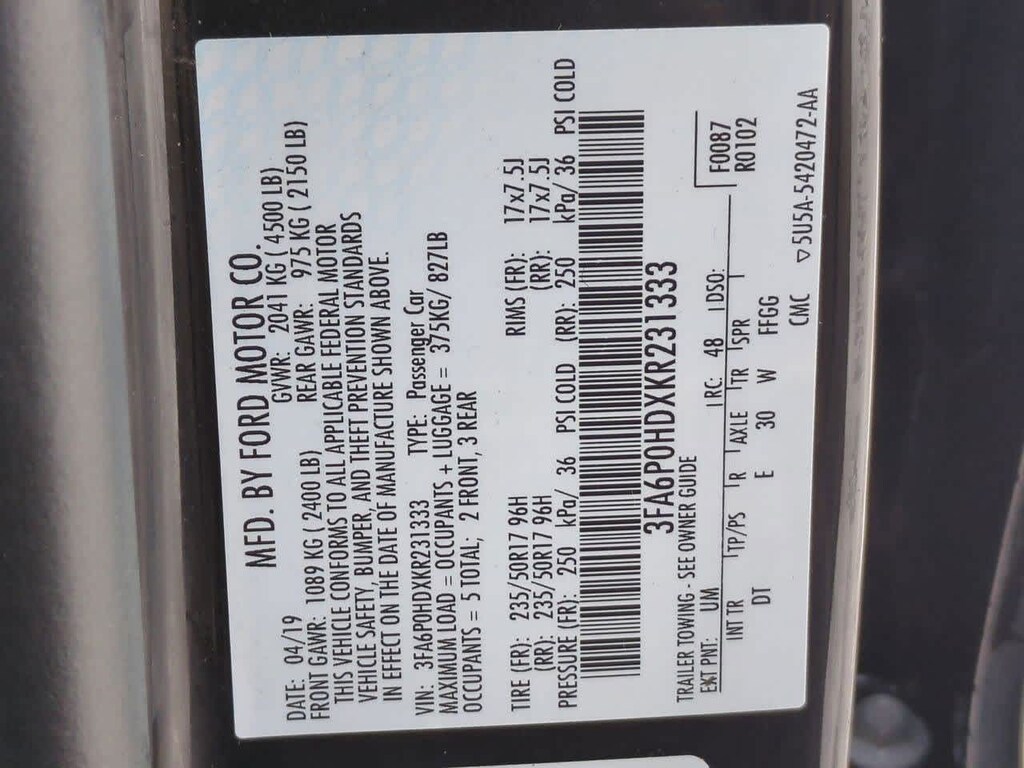 MFD. BY FORD MOTOR CO.
DATE: 04/19 GVWR: 2041 KG ( 4500 LB)
FRONT GAWR: 1089 KG ( 2400 LB) REAR GAWR: 975 KG ( 2150 LB)
THIS VEHICLE CONFORMS TO ALL APPLICABLE FEDERAL MOTOR
VEHICLE SAFETY, BUMPER, AND THEFT PREVENTION STANDARDS
IN EFFECT ON THE DATE OF MANUFACTURE SHOWN ABOVE.
VIN: 3FA6P0HDXKR231333 TYPE: Passenger Car
MAXIMUM LOAD = OCCUPANTS + LUGGAGE = 375KG/ 827LB
OCCUPANTS = 5 TOTAL; 2 FRONT, 3 REAR
TIRE (FR): 235/50R17 96H RIMS (FR): 17x7.5J
(RR): 235/50R17 96H (RR): 17x7.5J
PRESSURE (FR): 250 kPa/ 36 PSI COLD (RR): 250 kPa/ 36 PSI COLD
3FA6P0HDXKR231333
TRAILER TOWING - SEE OWNER GUIDE
F0087
R0102
EXT PNT: UM RC: 48 DSO:
INT TR TP/PS R AXLE TR SPR
DT E 30 W FFGG
CMC
▽5U5A-5420472-AA